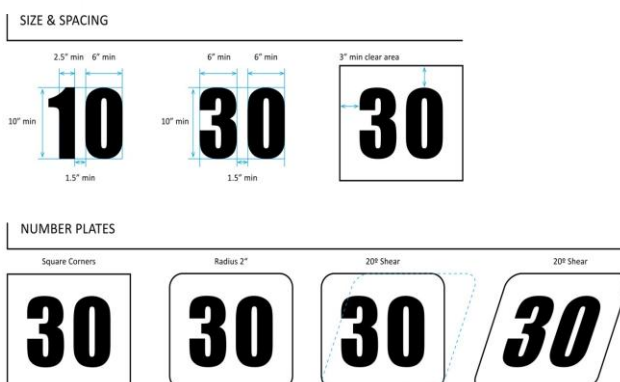 SIZE & SPACING
2.5" min 6" min 6" min 6" min 3" min clear area
10" min 10 10" min 30 30
1.5" min 1.5" min
NUMBER PLATES
Square Corners Radius 2" 20º Shear 20º Shear
30 30 30 30